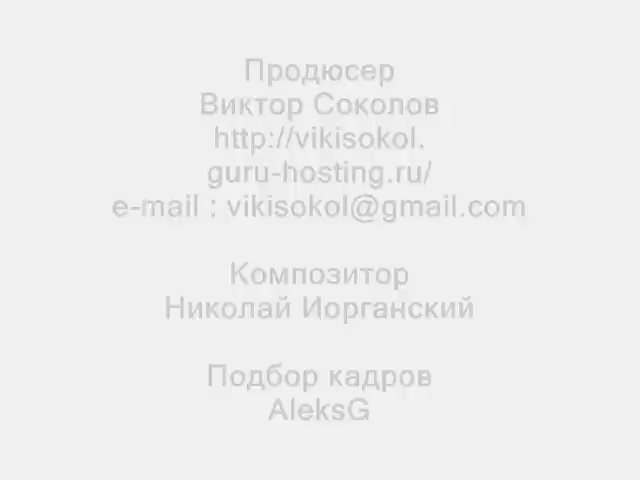 Продюсер
Виктор Соколов
http://vikisokol.
guru-hosting.ru/
e-mail : vikisokol@gmail.com
Композитор
Николай Иорганский
Подбор кадров
AleksG